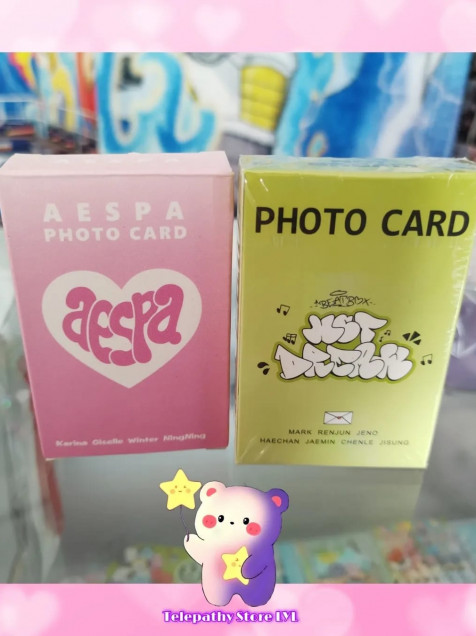 AESPA
PHOTO CARD
aespa
Karina Giselle Winter NingNing
PHOTO CARD
BEATBOX
NCT
DREAM
MARK RENJUN JENO
HAECHAN JAEMIN CHENLE JISUNG
Telepathy Store LVL